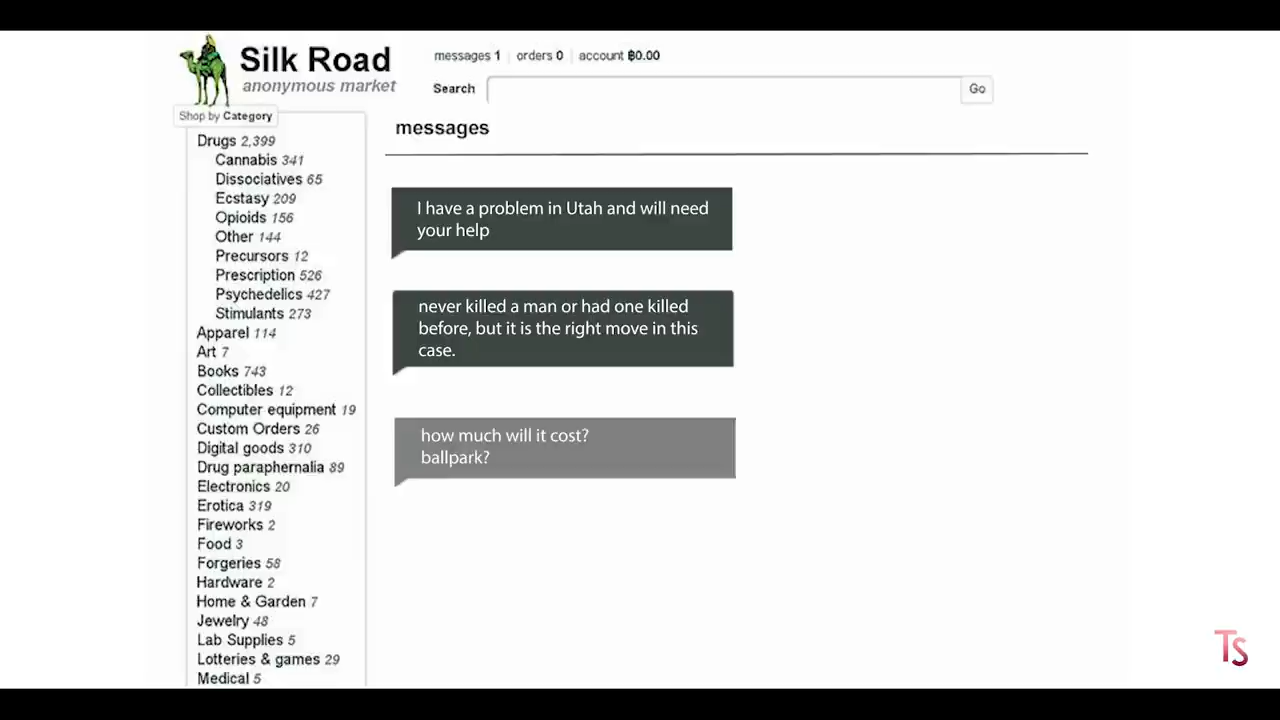 Silk Road
anonymous market
messages 1 orders 0 account ฿0.00
Search Go
Shop by Category
messages
Drugs 2,399
Cannabis 341
Dissociatives 65
Ecstasy 209
Opioids 156
Other 144
Precursors 12
Prescription 526
Psychedelics 427
Stimulants 273
Apparel 114
Art 7
Books 743
Collectibles 12
Computer equipment 19
Custom Orders 26
Digital goods 310
Drug paraphernalia 89
Electronics 20
Erotica 319
Fireworks 2
Food 3
Forgeries 58
Hardware 2
Home & Garden 7
Jewelry 48
Lab Supplies 5
Lotteries & games 29
Medical 5
I have a problem in Utah and will need
your help
never killed a man or had one killed
before, but it is the right move in this
case.
how much will it cost?
ballpark?
TS